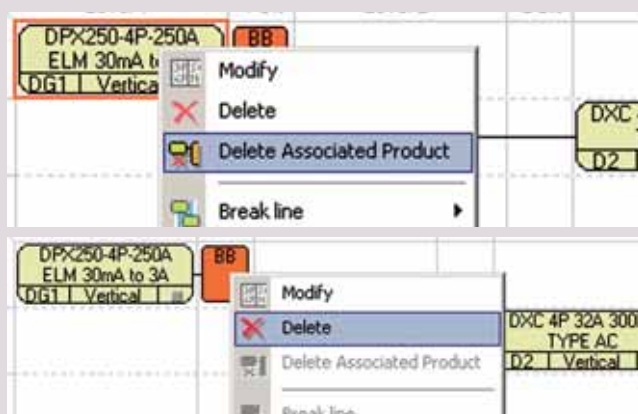 DPX250-4P-250A
BB
ELM 30mA t
DG1 Vertica
Modify
Delete
DXC
Delete Associated Product
D2
Break line
DPX250-4P-250A
BB
ELM 30mA to 3A
DG1 Vertical
Modify
Delete
DXC 4P 32A 300
TYPE AC
Delete Associated Product
D2 Vertical
Break line